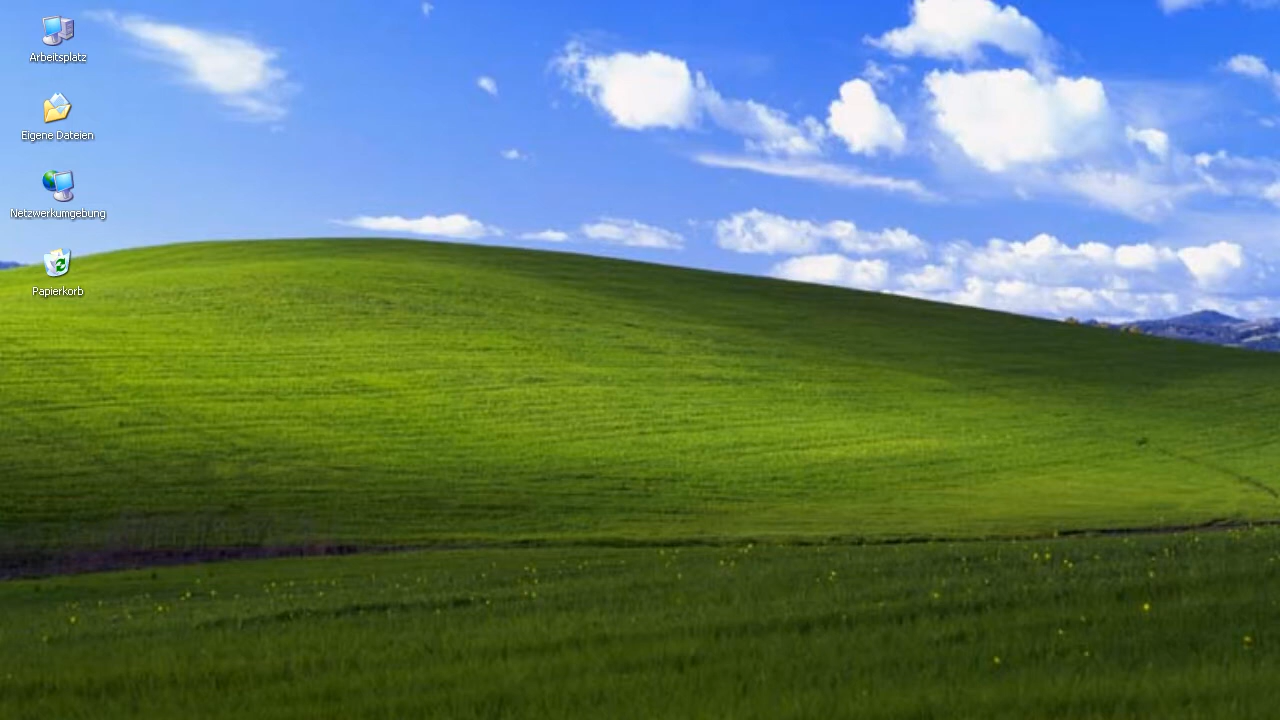 Arbeitsplatz
Eigene Dateien
Netzwerkumgebung
Papierkorb